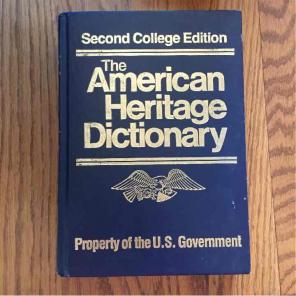 Second College Edition
The
American
Heritage
Dictionary
Property of the U.S. Government